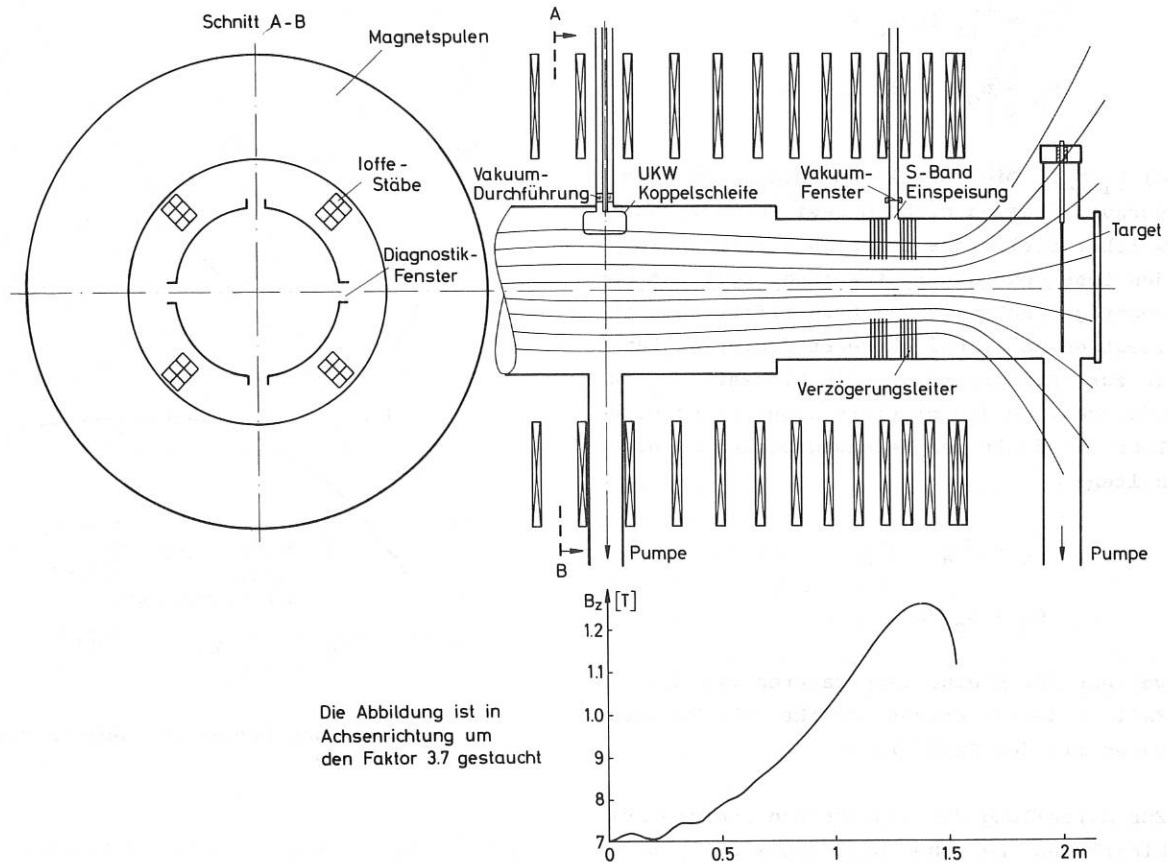 Schnitt A-B
Magnetspulen
Ioffe-
Stäbe
Diagnostik-
Fenster
A
Vakuum-
Durchführung
UKW
Koppelschleife
Vakuum-
Fenster
S-Band
Einspeisung
Target
Verzögerungsleiter
B
Pumpe
Pumpe
Bz [T]
1.2
1.1
1.0
9
8
7
0
0.5
1
1.5
2 m
Die Abbildung ist in
Achsenrichtung um
den Faktor 3.7 gestaucht